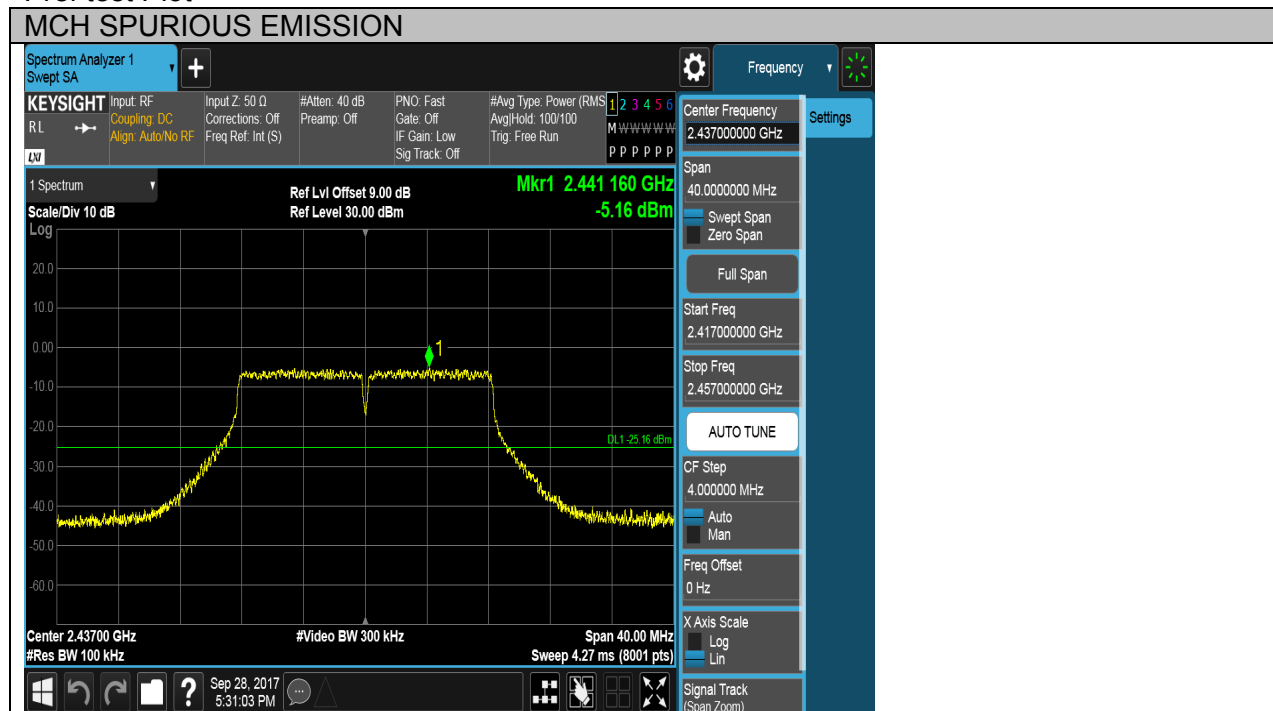 MCH SPURIOUS EMISSION
Spectrum Analyzer 1
Swept SA
+
Frequency
KEYSIGHT
RL
LXI
Input: RF
Coupling: DC
Align: Auto/No RF
Input Z: 50 Ω
Corrections: Off
Freq Ref: Int (S)
#Atten: 40 dB
Preamp: Off
PNO: Fast
Gate: Off
IF Gain: Low
Sig Track: Off
#Avg Type: Power (RMS
Avg|Hold: 100/100
Trig: Free Run
1 2 3 4 5 6
M W W W W W
P P P P P P
1 Spectrum
Scale/Div 10 dB
Log
Ref Lvl Offset 9.00 dB
Ref Level 30.00 dBm
Mkr1 2.441 160 GHz
-5.16 dBm
20.0
10.0
0.00
1
-10.0
-20.0
DL1 -25.16 dBm
-30.0
-40.0
-50.0
-60.0
Center 2.43700 GHz
#Res BW 100 kHz
#Video BW 300 kHz
Span 40.00 MHz
Sweep 4.27 ms (8001 pts)
?
Sep 28, 2017
5:31:03 PM
Center Frequency
2.437000000 GHz
Span
40.0000000 MHz
Swept Span
Zero Span
Full Span
Start Freq
2.417000000 GHz
Stop Freq
2.457000000 GHz
AUTO TUNE
CF Step
4.000000 MHz
Auto
Man
Freq Offset
0 Hz
X Axis Scale
Log
Lin
Signal Track
(Span Zoom)
Settings